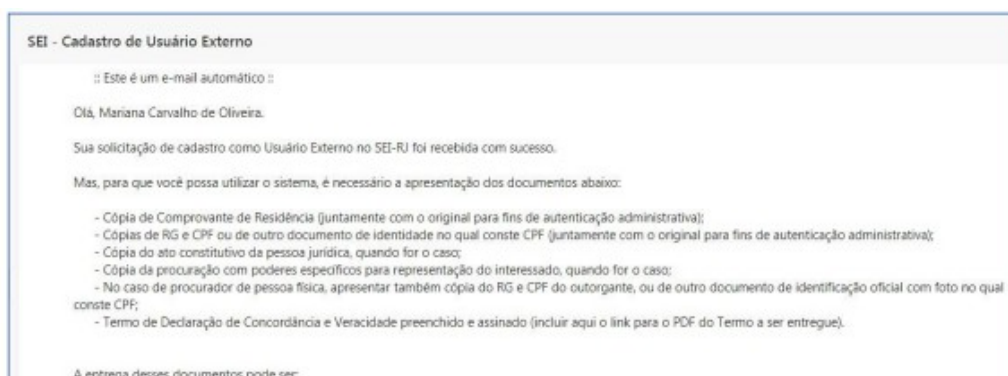 SEI - Cadastro de Usuário Externo
:: Este é um e-mail automático ::
Olá, Mariana Carvalho de Oliveira.
Sua solicitação de cadastro como Usuário Externo no SEI-RJ foi recebida com sucesso.
Mas, para que você possa utilizar o sistema, é necessário a apresentação dos documentos abaixo:
- Cópia de Comprovante de Residência (juntamente com o original para fins de autenticação administrativa);
- Cópias de RG e CPF ou de outro documento de identidade no qual conste CPF (juntamente com o original para fins de autenticação administrativa);
- Cópia do ato constitutivo da pessoa jurídica, quando for o caso;
- Cópia da procuração com poderes específicos para representação do interessado, quando for o caso;
- No caso de procurador de pessoa física, apresentar também cópia do RG e CPF do outorgante, ou de outro documento de identificação oficial com foto no qual
conste CPF;
- Termo de Declaração de Concordância e Veracidade preenchido e assinado (incluir aqui o link para o PDF do Termo a ser entregue).
A entrega desses documentos pode ser: